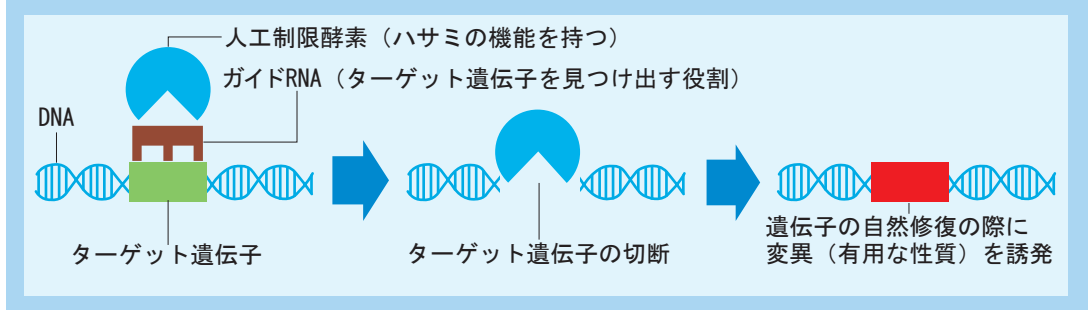 人工制限酵素（ハサミの機能を持つ）
ガイドRNA（ターゲット遺伝子を見つけ出す役割）
DNA
ターゲット遺伝子
ターゲット遺伝子の切断
遺伝子の自然修復の際に
変異（有用な性質）を誘発